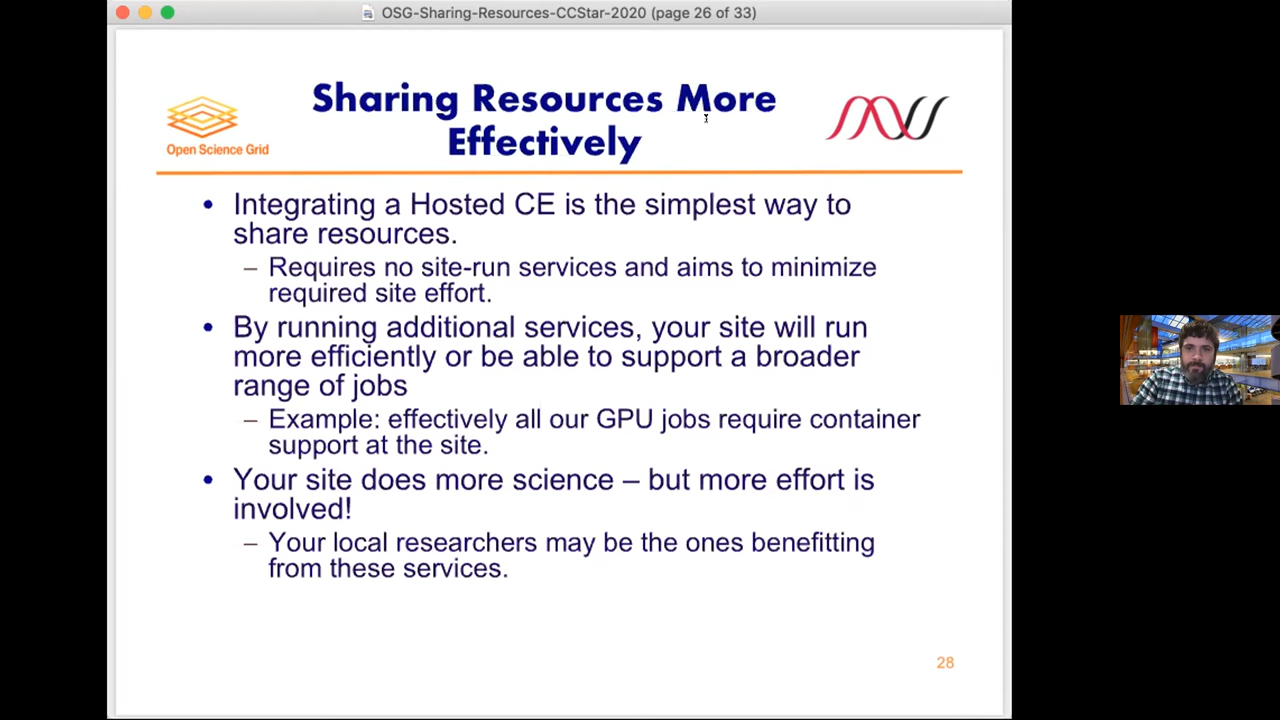 OSG-Sharing-Resources-CCStar-2020 (page 26 of 33)
Sharing Resources More
Effectively
Open Science Grid
• Integrating a Hosted CE is the simplest way to
share resources.
– Requires no site-run services and aims to minimize
required site effort.
• By running additional services, your site will run
more efficiently or be able to support a broader
range of jobs
– Example: effectively all our GPU jobs require container
support at the site.
• Your site does more science – but more effort is
involved!
– Your local researchers may be the ones benefitting
from these services.
28